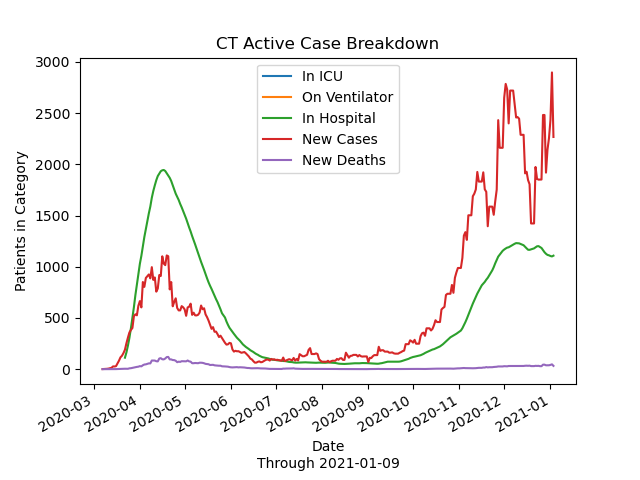 CT Active Case Breakdown
In ICU
On Ventilator
In Hospital
New Cases
New Deaths
Patients in Category
3000
2500
2000
1500
1000
500
0
2020-03
2020-04
2020-05
2020-06
2020-07
2020-08
2020-09
2020-10
2020-11
2020-12
2021-01
Date
Through 2021-01-09